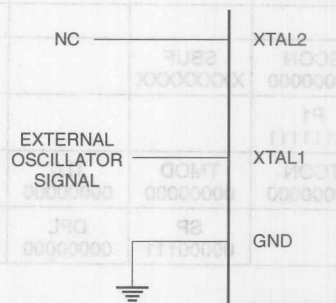 NC XTAL2
EXTERNAL
OSCILLATOR
SIGNAL
XTAL1
GND